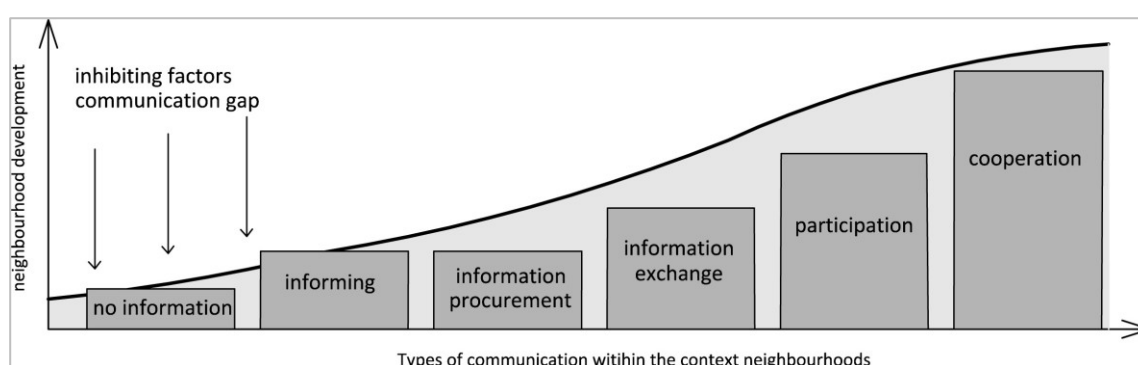 inhibiting factors
communication gap
neighbourhood development
no information
informing
information
procurement
information
exchange
participation
cooperation
Types of communication witihin the context neighbourhoods